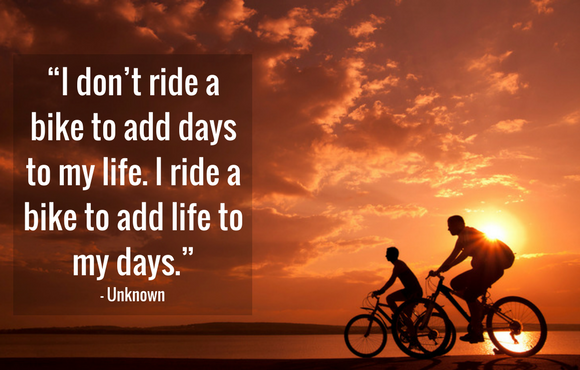 “I don’t ride a
bike to add days
to my life. I ride a
bike to add life to
my days.”
- Unknown